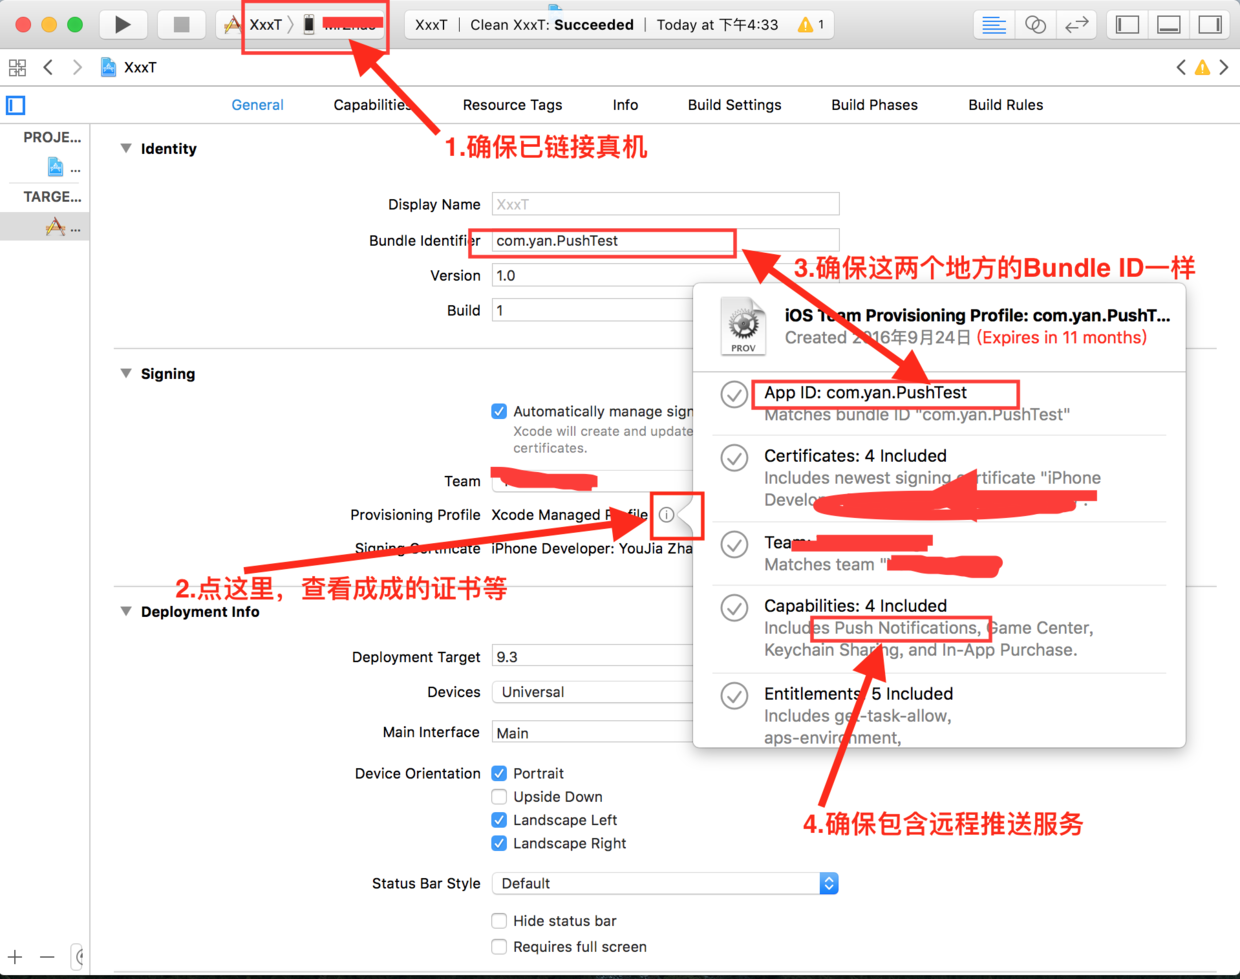 XxxT
XxxT | Clean XxxT: Succeeded | Today at 下午4:33 1
XxxT
General Capabilities Resource Tags Info Build Settings Build Phases Build Rules
1.确保已链接真机
PROJE...
...
TARGE...
...
Identity
Display Name XxxT
Bundle Identifier com.yan.PushTest
Version 1.0
Build 1
3.确保这两个地方的Bundle ID一样
iOS Team Provisioning Profile: com.yan.PushT...
Created 2016年9月24日 (Expires in 11 months)
App ID: com.yan.PushTest
Matches bundle ID "com.yan.PushTest"
Certificates: 4 Included
Includes newest signing certificate "iPhone
Team:
Matches team "
Capabilities: 4 Included
Includes Push Notifications, Game Center,
Keychain Sharing, and In-App Purchase.
Entitlements: 5 Included
Includes get-task-allow,
aps-environment,
Signing
Automatically manage sign
Xcode will create and update
certificates.
Team
Provisioning Profile Xcode Managed Profile
Signing Certificate iPhone Developer: YouJia Zha
2.点这里，查看成成的证书等
Deployment Info
Deployment Target 9.3
Devices Universal
Main Interface Main
Device Orientation Portrait
Upside Down
Landscape Left
Landscape Right
4.确保包含远程推送服务
Status Bar Style Default
Hide status bar
Requires full screen